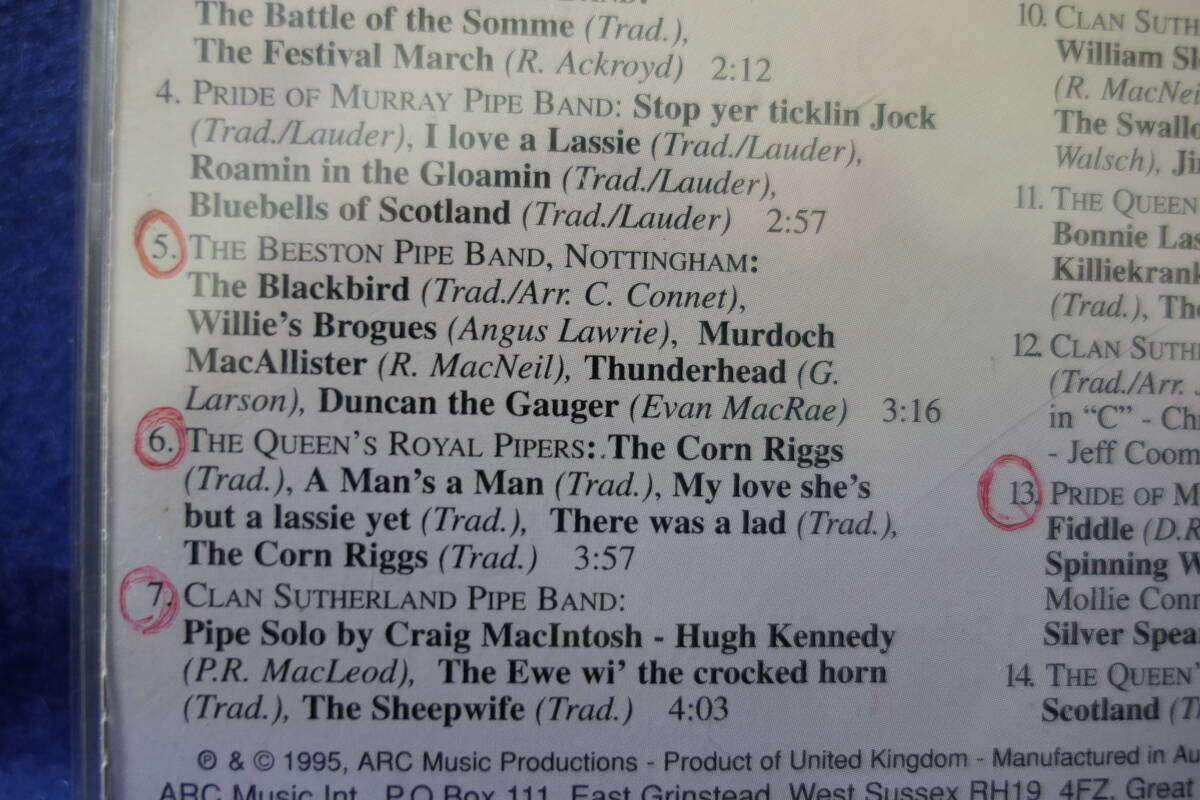 The Battle of the Somme (Trad.),
The Festival March (R. Ackroyd) 2:12
4. PRIDE OF MURRAY PIPE BAND: Stop yer ticklin Jock
(Trad./Lauder), I love a Lassie (Trad./Lauder),
Roamin in the Gloamin (Trad./Lauder),
Bluebells of Scotland (Trad./Lauder) 2:57
5. THE BEESTON PIPE BAND, NOTTINGHAM:
The Blackbird (Trad./Arr. C. Connet),
Willie's Brogues (Angus Lawrie), Murdoch
MacAllister (R. MacNeil), Thunderhead (G.
Larson), Duncan the Gauger (Evan MacRae) 3:16
6. THE QUEEN'S ROYAL PIPERS: The Corn Riggs
(Trad.), A Man's a Man (Trad.), My love she's
but a lassie yet (Trad.), There was a lad (Trad.),
The Corn Riggs (Trad.) 3:57
7. CLAN SUTHERLAND PIPE BAND:
Pipe Solo by Craig MacIntosh - Hugh Kennedy
(P.R. MacLeod), The Ewe wi' the crocked horn
(Trad.), The Sheepwife (Trad.) 4:03
10. CLAN SUTH
William Sl
(R. MacNei
The Swallo
Walsch), Ji
11. THE QUEEN
Bonnie Las
Killiekrank
(Trad.), Th
12. CLAN SUTH
(Trad./Arr.
in "C" - Ch
- Jeff Coom
13. PRIDE OF M
Fiddle (D.R
Spinning W
Mollie Conn
Silver Spea
14. THE QUEEN'
Scotland (T
℗ & © 1995, ARC Music Productions - Product of United Kingdom - Manufactured in Au
ARC Music Int., P.O Box 111, East Grinstead, West Sussex RH19 4FZ, Great